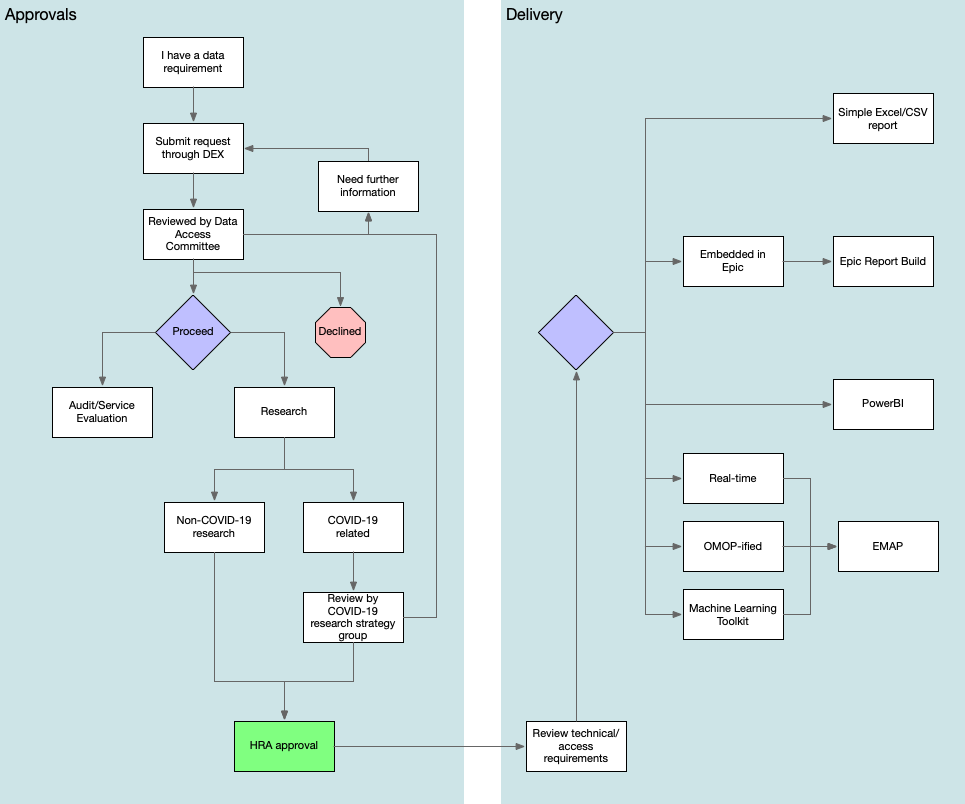 Approvals
I have a data
requirement
Submit request
through DEX
Need further
information
Reviewed by Data
Access
Committee
Proceed
Declined
Audit/Service
Evaluation
Research
Non-COVID-19
research
COVID-19
related
Review by
COVID-19
research strategy
group
HRA approval
Delivery
Simple Excel/CSV
report
Embedded in
Epic
Epic Report Build
PowerBI
Real-time
OMOP-ified
EMAP
Machine Learning
Toolkit
Review technical/
access
requirements